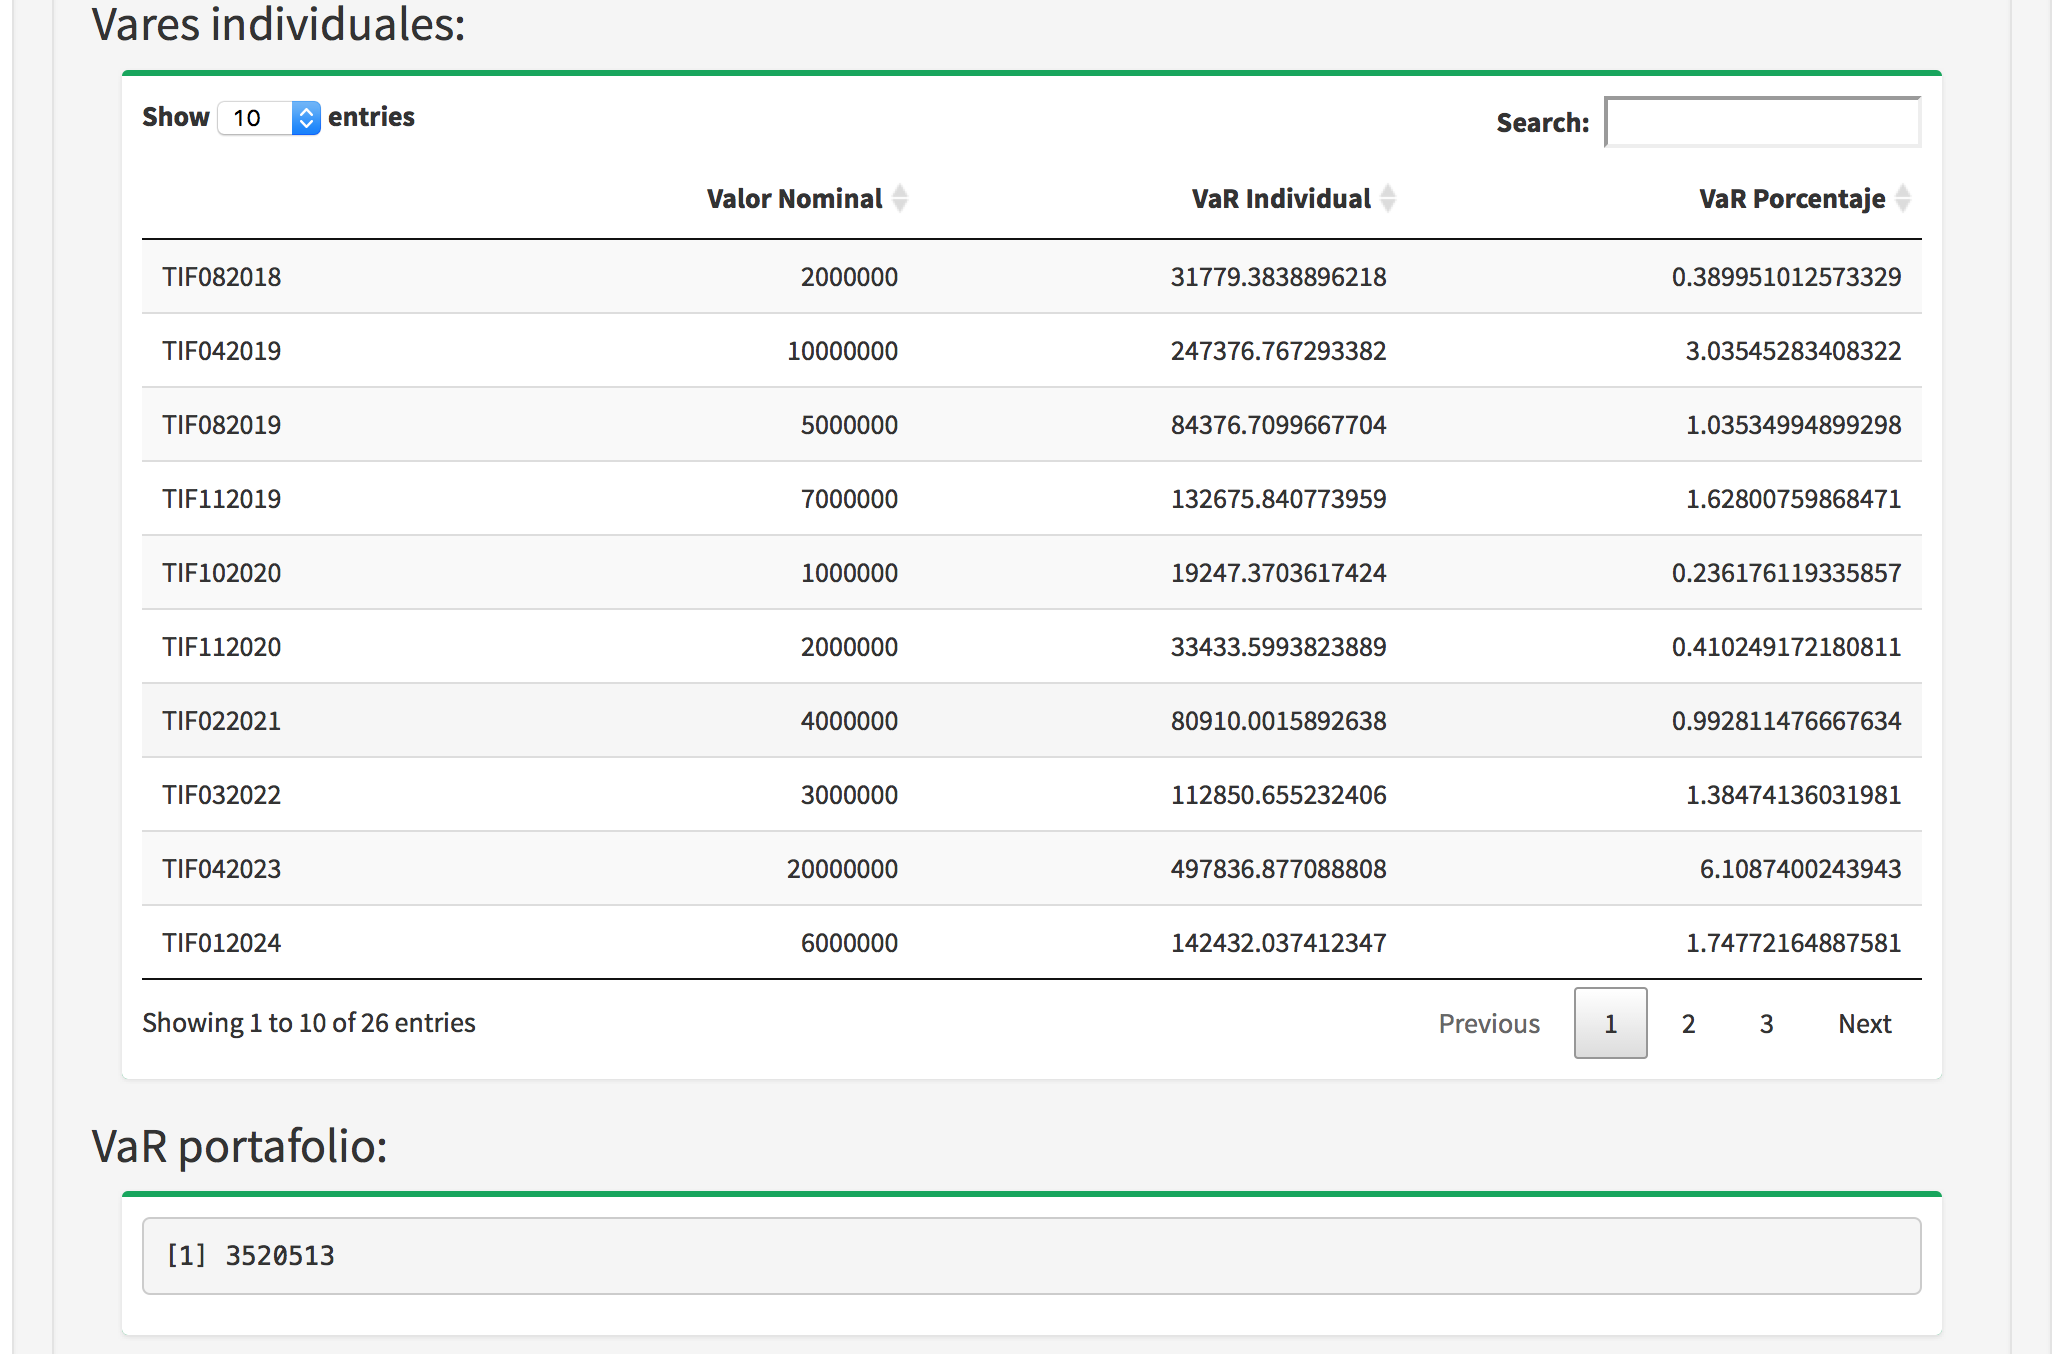 Vares individuales:
Show 10 entries
Search:
Valor Nominal VaR Individual VaR Porcentaje
TIF082018 2000000 31779.3838896218 0.389951012573329
TIF042019 10000000 247376.767293382 3.03545283408322
TIF082019 5000000 84376.7099667704 1.03534994899298
TIF112019 7000000 132675.840773959 1.62800759868471
TIF102020 1000000 19247.3703617424 0.236176119335857
TIF112020 2000000 33433.5993823889 0.410249172180811
TIF022021 4000000 80910.0015892638 0.992811476667634
TIF032022 3000000 112850.655232406 1.38474136031981
TIF042023 20000000 497836.877088808 6.1087400243943
TIF012024 6000000 142432.037412347 1.74772164887581
Showing 1 to 10 of 26 entries
Previous 1 2 3 Next
VaR portafolio:
[1] 3520513